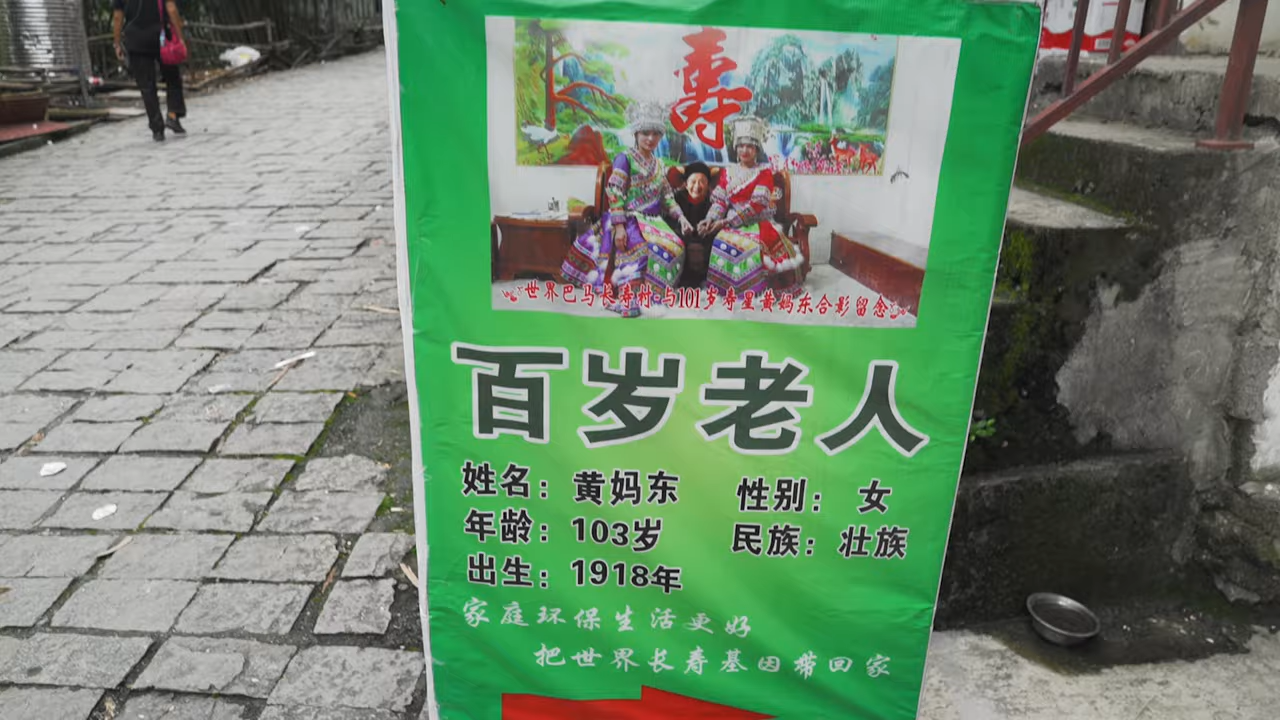 寿
世界巴马长寿村·与101岁寿星黄妈东合影留念
百岁老人
姓名：黄妈东 性别：女
年龄：103岁 民族：壮族
出生：1918年
家庭环保生活更好
把世界长寿基因带回家